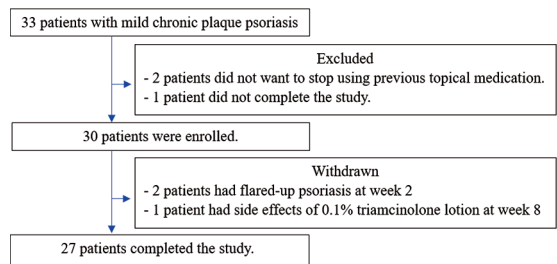 33 patients with mild chronic plaque psoriasis
Excluded
- 2 patients did not want to stop using previous topical medication.
- 1 patient did not complete the study.
30 patients were enrolled.
Withdrawn
- 2 patients had flared-up psoriasis at week 2
- 1 patient had side effects of 0.1% triamcinolone lotion at week 8
27 patients completed the study.